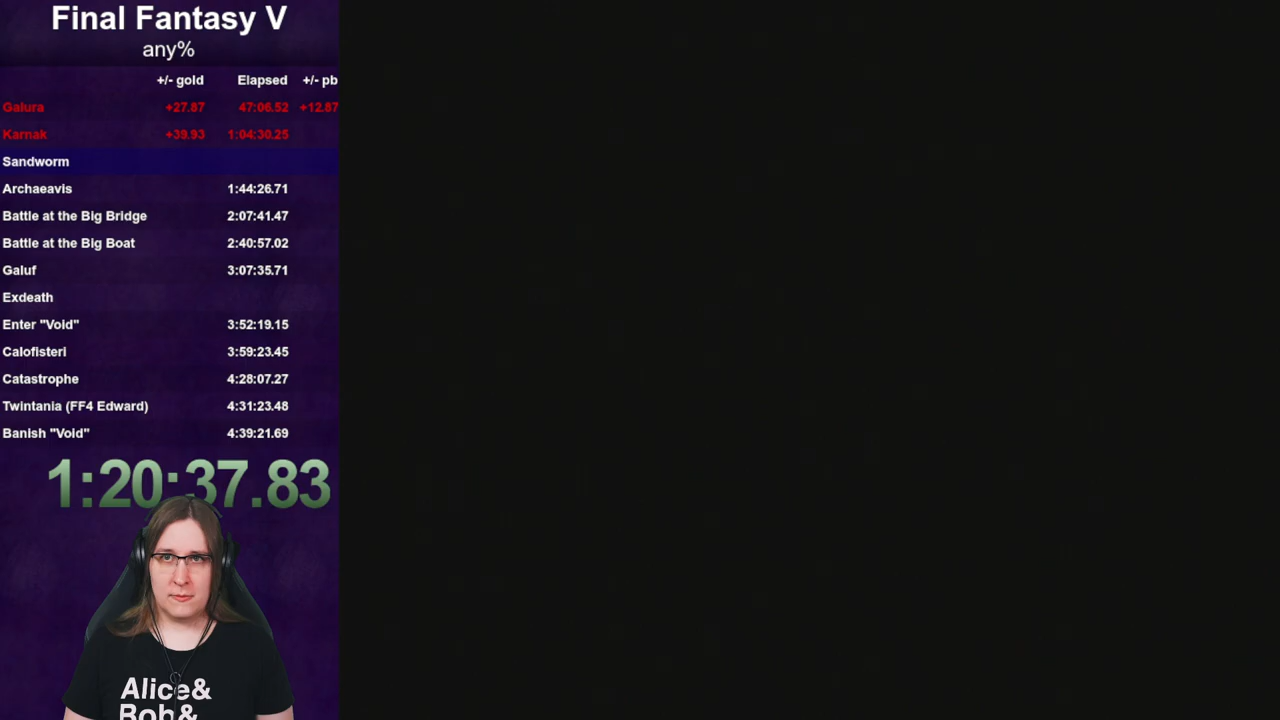 Final Fantasy V
any%
+/- gold Elapsed +/- pb
Galura +27.87 47:06.52 +12.87
Karnak +39.93 1:04:30.25
Sandworm
Archaeavis 1:44:26.71
Battle at the Big Bridge 2:07:41.47
Battle at the Big Boat 2:40:57.02
Galuf 3:07:35.71
Exdeath
Enter "Void" 3:52:19.15
Calofisteri 3:59:23.45
Catastrophe 4:28:07.27
Twintania (FF4 Edward) 4:31:23.48
Banish "Void" 4:39:21.69
1:20:37.83
Alice&
Bob&